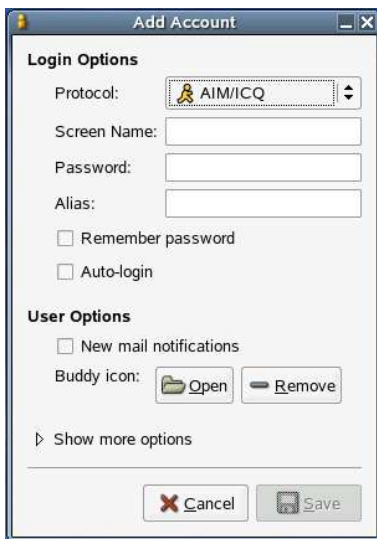 Add Account
Login Options
Protocol: AIM/ICQ
Screen Name:
Password:
Alias:
Remember password
Auto-login
User Options
New mail notifications
Buddy icon: Open Remove
Show more options
Cancel Save